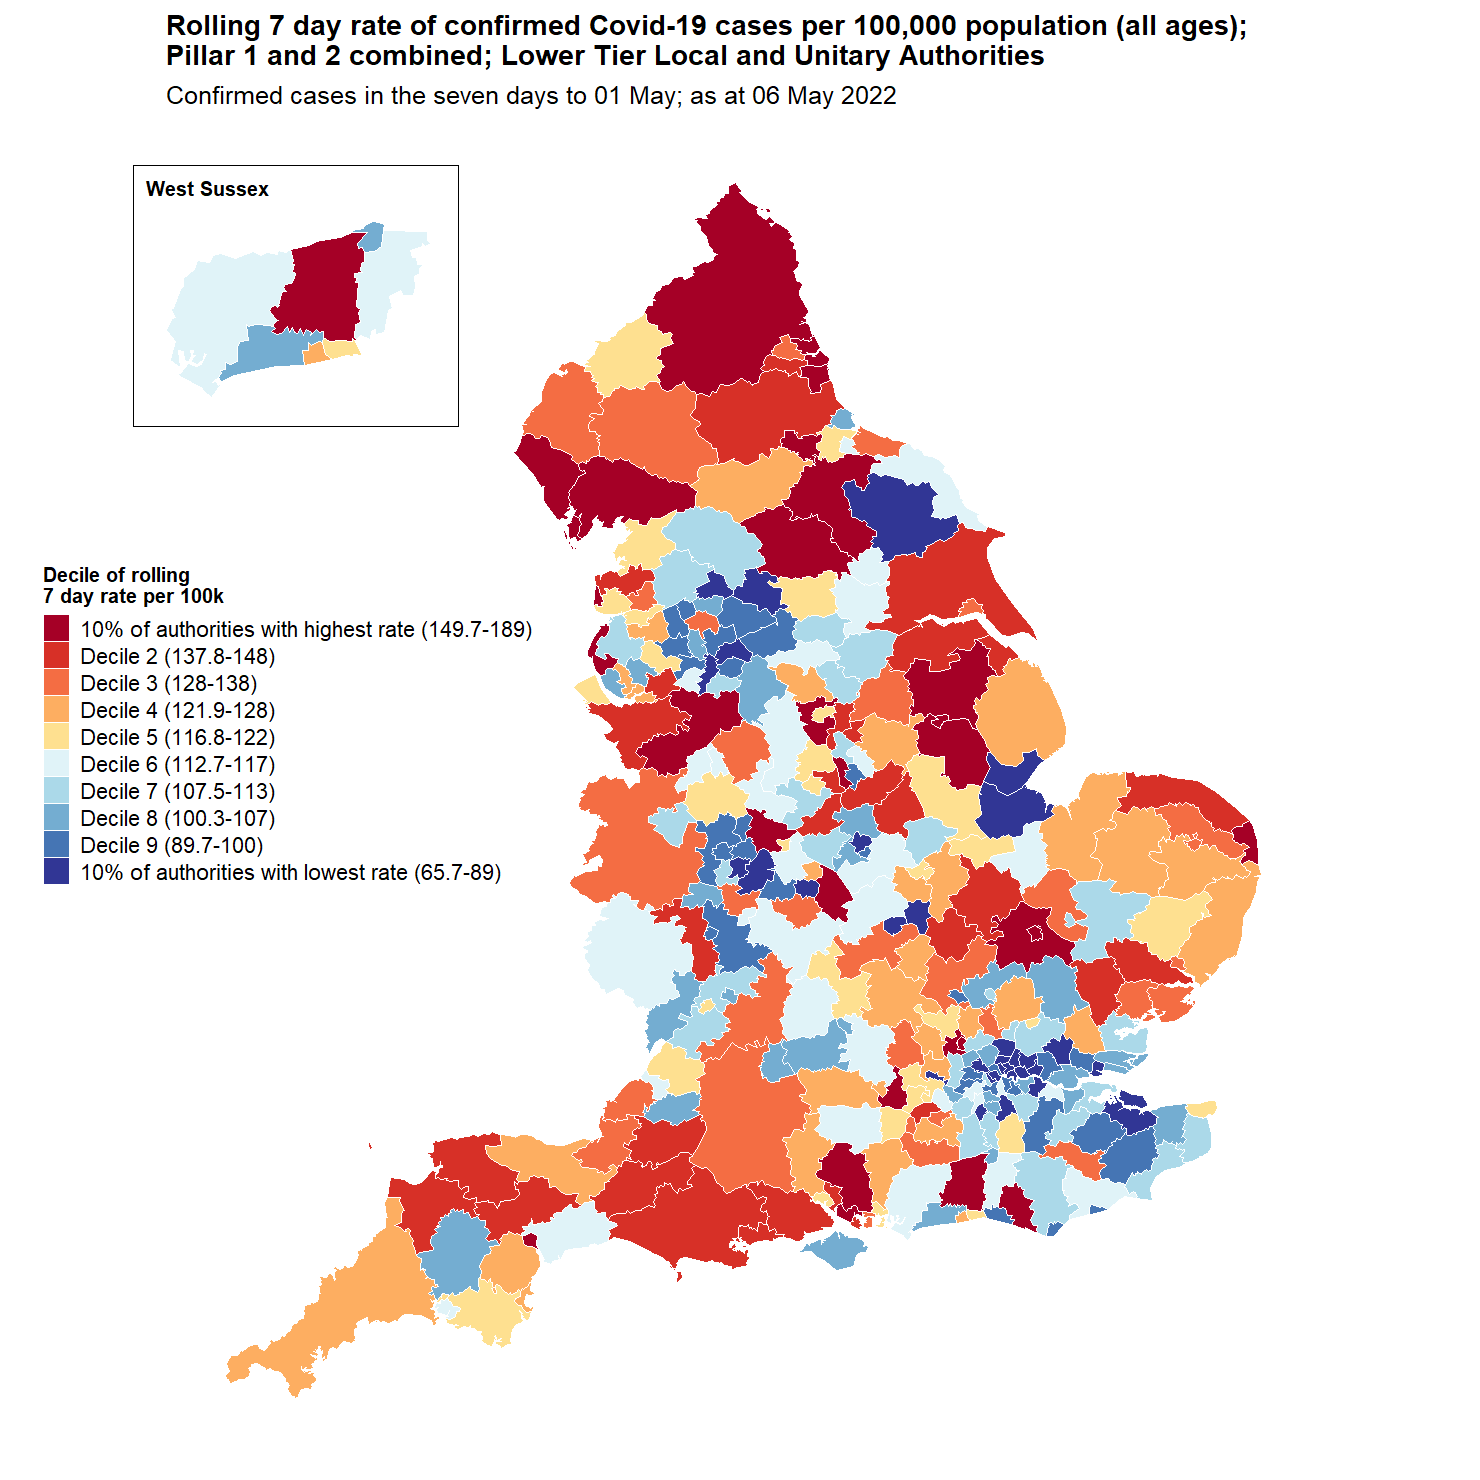 Rolling 7 day rate of confirmed Covid-19 cases per 100,000 population (all ages);
Pillar 1 and 2 combined; Lower Tier Local and Unitary Authorities
Confirmed cases in the seven days to 01 May; as at 06 May 2022
West Sussex
Decile of rolling
7 day rate per 100k
10% of authorities with highest rate (149.7-189)
Decile 2 (137.8-148)
Decile 3 (128-138)
Decile 4 (121.9-128)
Decile 5 (116.8-122)
Decile 6 (112.7-117)
Decile 7 (107.5-113)
Decile 8 (100.3-107)
Decile 9 (89.7-100)
10% of authorities with lowest rate (65.7-89)